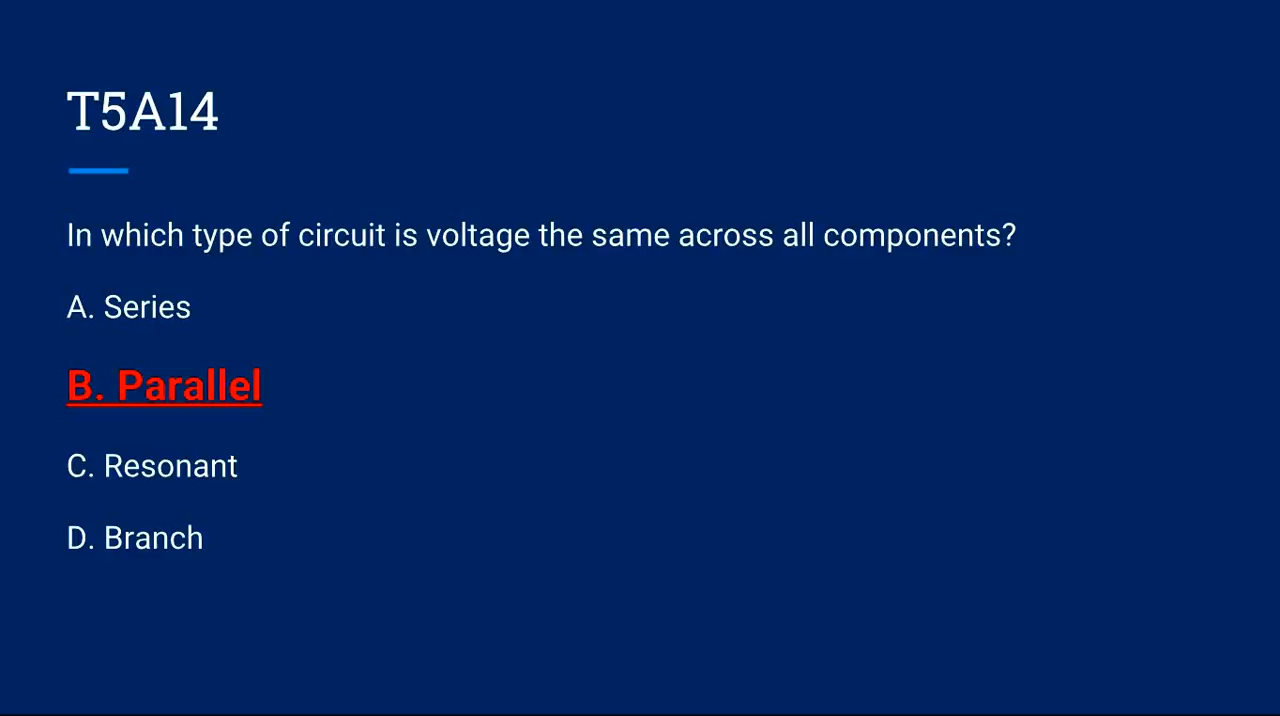 T5A14
In which type of circuit is voltage the same across all components?
A. Series
B. Parallel
C. Resonant
D. Branch